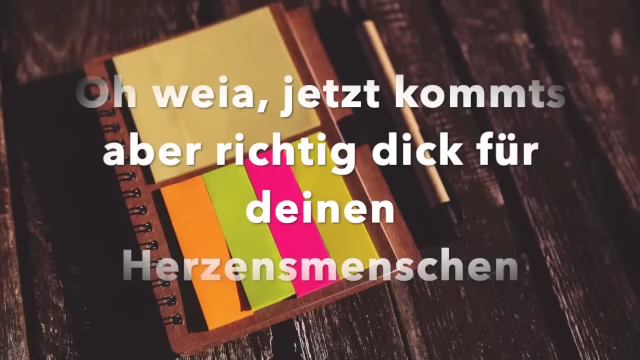 Oh weia, jetzt kommts
aber richtig dick für
deinen
Herzensmenschen